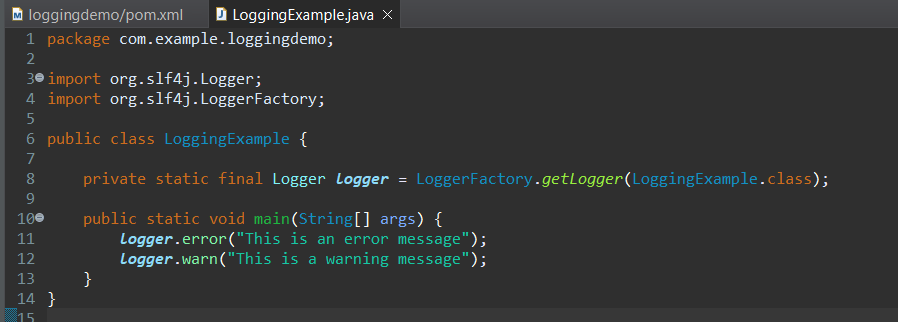 loggingdemo/pom.xml LoggingExample.java
1 package com.example.loggingdemo;
2
3 import org.slf4j.Logger;
4 import org.slf4j.LoggerFactory;
5
6 public class LoggingExample {
7
8     private static final Logger logger = LoggerFactory.getLogger(LoggingExample.class);
9
10     public static void main(String[] args) {
11         logger.error("This is an error message");
12         logger.warn("This is a warning message");
13     }
14 }
15